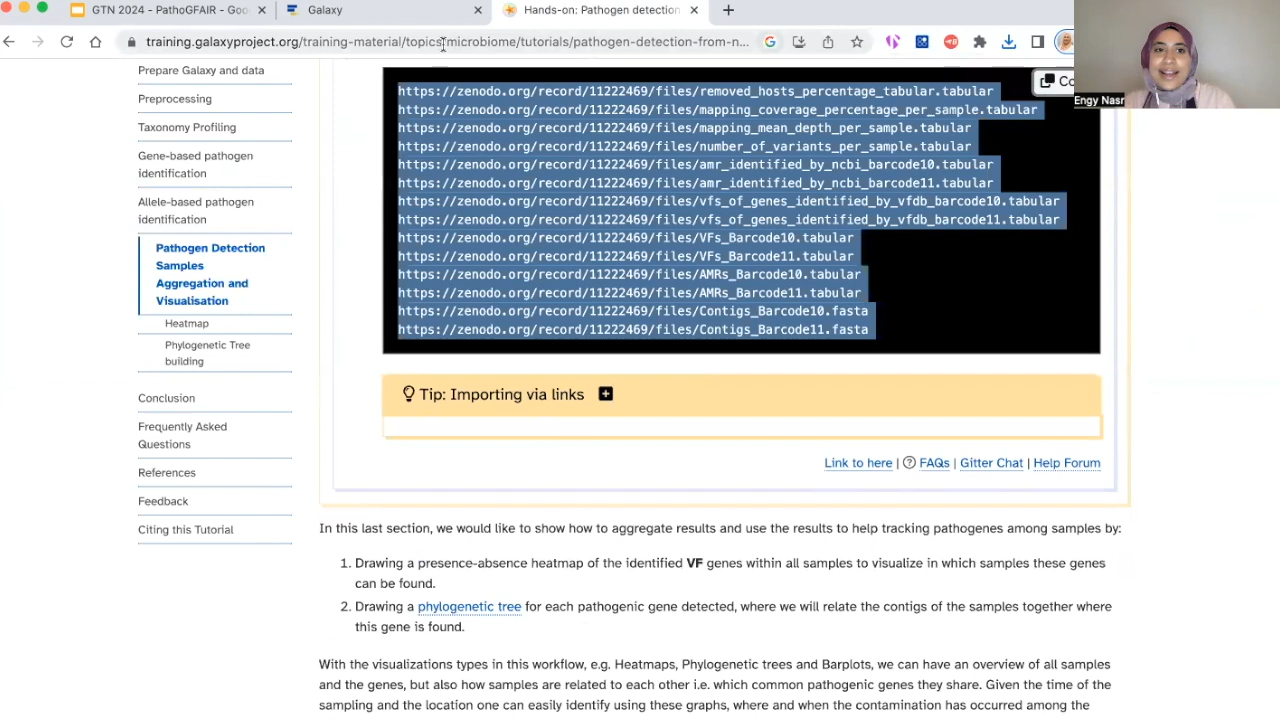 GTN 2024 - PathoGFAIR - Goo
Galaxy
Hands-on: Pathogen detection
training.galaxyproject.org/training-material/topics/microbiome/tutorials/pathogen-detection-from-n...
Engy Nasr
Prepare Galaxy and data
Preprocessing
Taxonomy Profiling
Gene-based pathogen
identification
Allele-based pathogen
identification
Pathogen Detection
Samples
Aggregation and
Visualisation
Heatmap
Phylogenetic Tree
building
Conclusion
Frequently Asked
Questions
References
Feedback
Citing this Tutorial
Co
https://zenodo.org/record/11222469/files/removed_hosts_percentage_tabular.tabular
https://zenodo.org/record/11222469/files/mapping_coverage_percentage_per_sample.tabular
https://zenodo.org/record/11222469/files/mapping_mean_depth_per_sample.tabular
https://zenodo.org/record/11222469/files/number_of_variants_per_sample.tabular
https://zenodo.org/record/11222469/files/amr_identified_by_ncbi_barcode10.tabular
https://zenodo.org/record/11222469/files/amr_identified_by_ncbi_barcode11.tabular
https://zenodo.org/record/11222469/files/vfs_of_genes_identified_by_vfdb_barcode10.tabular
https://zenodo.org/record/11222469/files/vfs_of_genes_identified_by_vfdb_barcode11.tabular
https://zenodo.org/record/11222469/files/VFs_Barcode10.tabular
https://zenodo.org/record/11222469/files/VFs_Barcode11.tabular
https://zenodo.org/record/11222469/files/AMRs_Barcode10.tabular
https://zenodo.org/record/11222469/files/AMRs_Barcode11.tabular
https://zenodo.org/record/11222469/files/Contigs_Barcode10.fasta
https://zenodo.org/record/11222469/files/Contigs_Barcode11.fasta
Tip: Importing via links
Link to here | FAQs | Gitter Chat | Help Forum
In this last section, we would like to show how to aggregate results and use the results to help tracking pathogenes among samples by:
1. Drawing a presence-absence heatmap of the identified VF genes within all samples to visualize in which samples these genes
can be found.
2. Drawing a phylogenetic tree for each pathogenic gene detected, where we will relate the contigs of the samples together where
this gene is found.
With the visualizations types in this workflow, e.g. Heatmaps, Phylogenetic trees and Barplots, we can have an overview of all samples
and the genes, but also how samples are related to each other i.e. which common pathogenic genes they share. Given the time of the
sampling and the location one can easily identify using these graphs, where and when the contamination has occurred among the